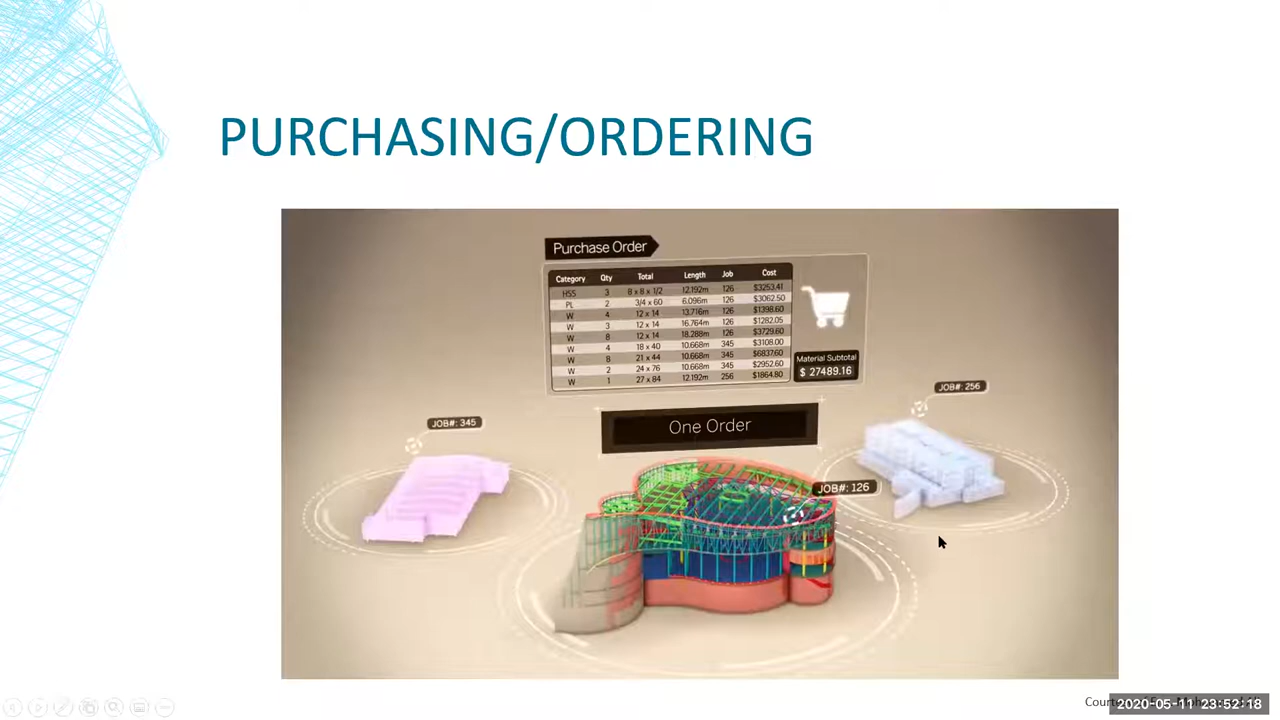 PURCHASING/ORDERING
Purchase Order
Category Qty Total Length Job Cost
HSS 3 8 x 8 x 1/2 12.192m 126 $3253.41
PL 2 3/4 x 60 6.096m 126 $3062.50
W 4 12 x 14 13.716m 126 $1398.60
W 3 12 x 14 16.764m 126 $1282.05
W 8 12 x 14 18.288m 126 $3729.60
W 4 18 x 40 10.668m 345 $3108.00
W 8 21 x 44 10.668m 345 $6837.60
W 2 24 x 76 10.668m 345 $2952.60
W 1 27 x 84 12.192m 256 $1864.80
Material Subtotal
$ 27489.16
One Order
JOB#: 345
JOB#: 256
JOB#: 126
2020-05-11 23:52:18